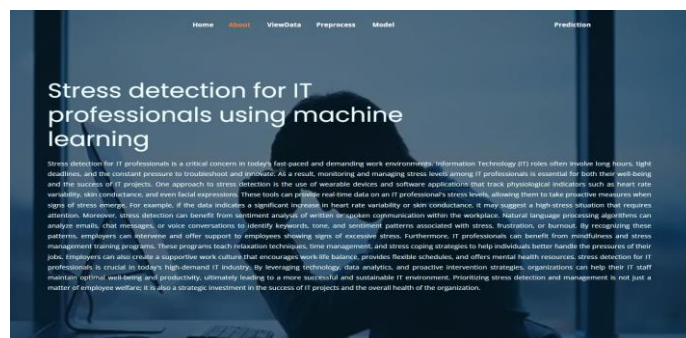 Home About ViewData Preprocess Model Prediction
Stress detection for IT
professionals using machine
learning
Stress detection for IT professionals is a critical concern in today's fast-paced and demanding work environments. Information Technology (IT) roles often involve long hours, tight
deadlines, and the constant pressure to troubleshoot and innovate. As a result, monitoring and managing stress levels among IT professionals is essential for both their well-being
and the success of IT projects. One approach to stress detection is the use of wearable devices and software applications that track physiological indicators such as heart rate
variability, skin conductance, and even facial expressions. These tools can provide real-time data on an IT professional's stress levels, allowing them to take proactive measures when
signs of stress emerge. For example, if the data indicates a significant increase in heart rate variability or skin conductance, it may suggest a high-stress situation that requires
attention. Moreover, stress detection can benefit from sentiment analysis of written or spoken communication within the workplace. Natural language processing algorithms can
analyze emails, chat messages, or voice conversations to identify keywords, tone, and sentiment patterns associated with stress, frustration, or burnout. By recognizing these
patterns, employers can intervene and offer support to employees showing signs of excessive stress. Furthermore, IT professionals can benefit from mindfulness and stress
management training programs. These programs teach relaxation techniques, time management, and stress coping strategies to help individuals better handle the pressures of their
jobs. Employers can also create a supportive work culture that encourages work-life balance, provides flexible schedules, and offers mental health resources. stress detection for IT
professionals is crucial in today's high-demand IT industry. By leveraging technology, data analytics, and proactive intervention strategies, organizations can help their IT staff
maintain optimal well-being and productivity, ultimately leading to a more successful and sustainable IT environment. Prioritizing stress detection and management is not just a
matter of employee welfare; it is also a strategic investment in the success of IT projects and the overall health of the organization.